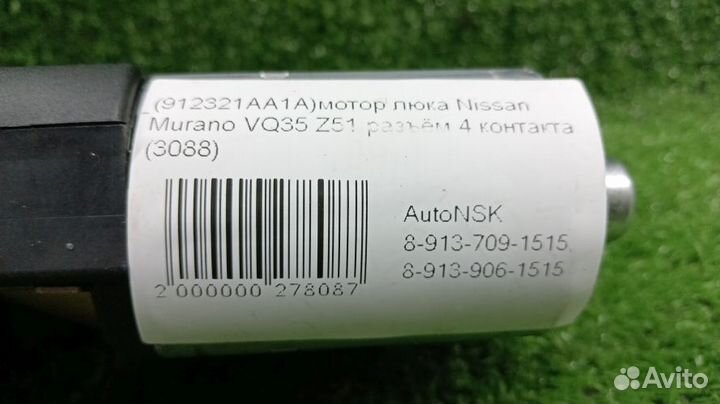 (912321AA1A)мотор люка Nissan
Murano VQ35 Z51 разъём 4 контакта
(3088)
AutoNSK
8-913-709-1515,
8-913-906-1515
2 000000 278087
Avito